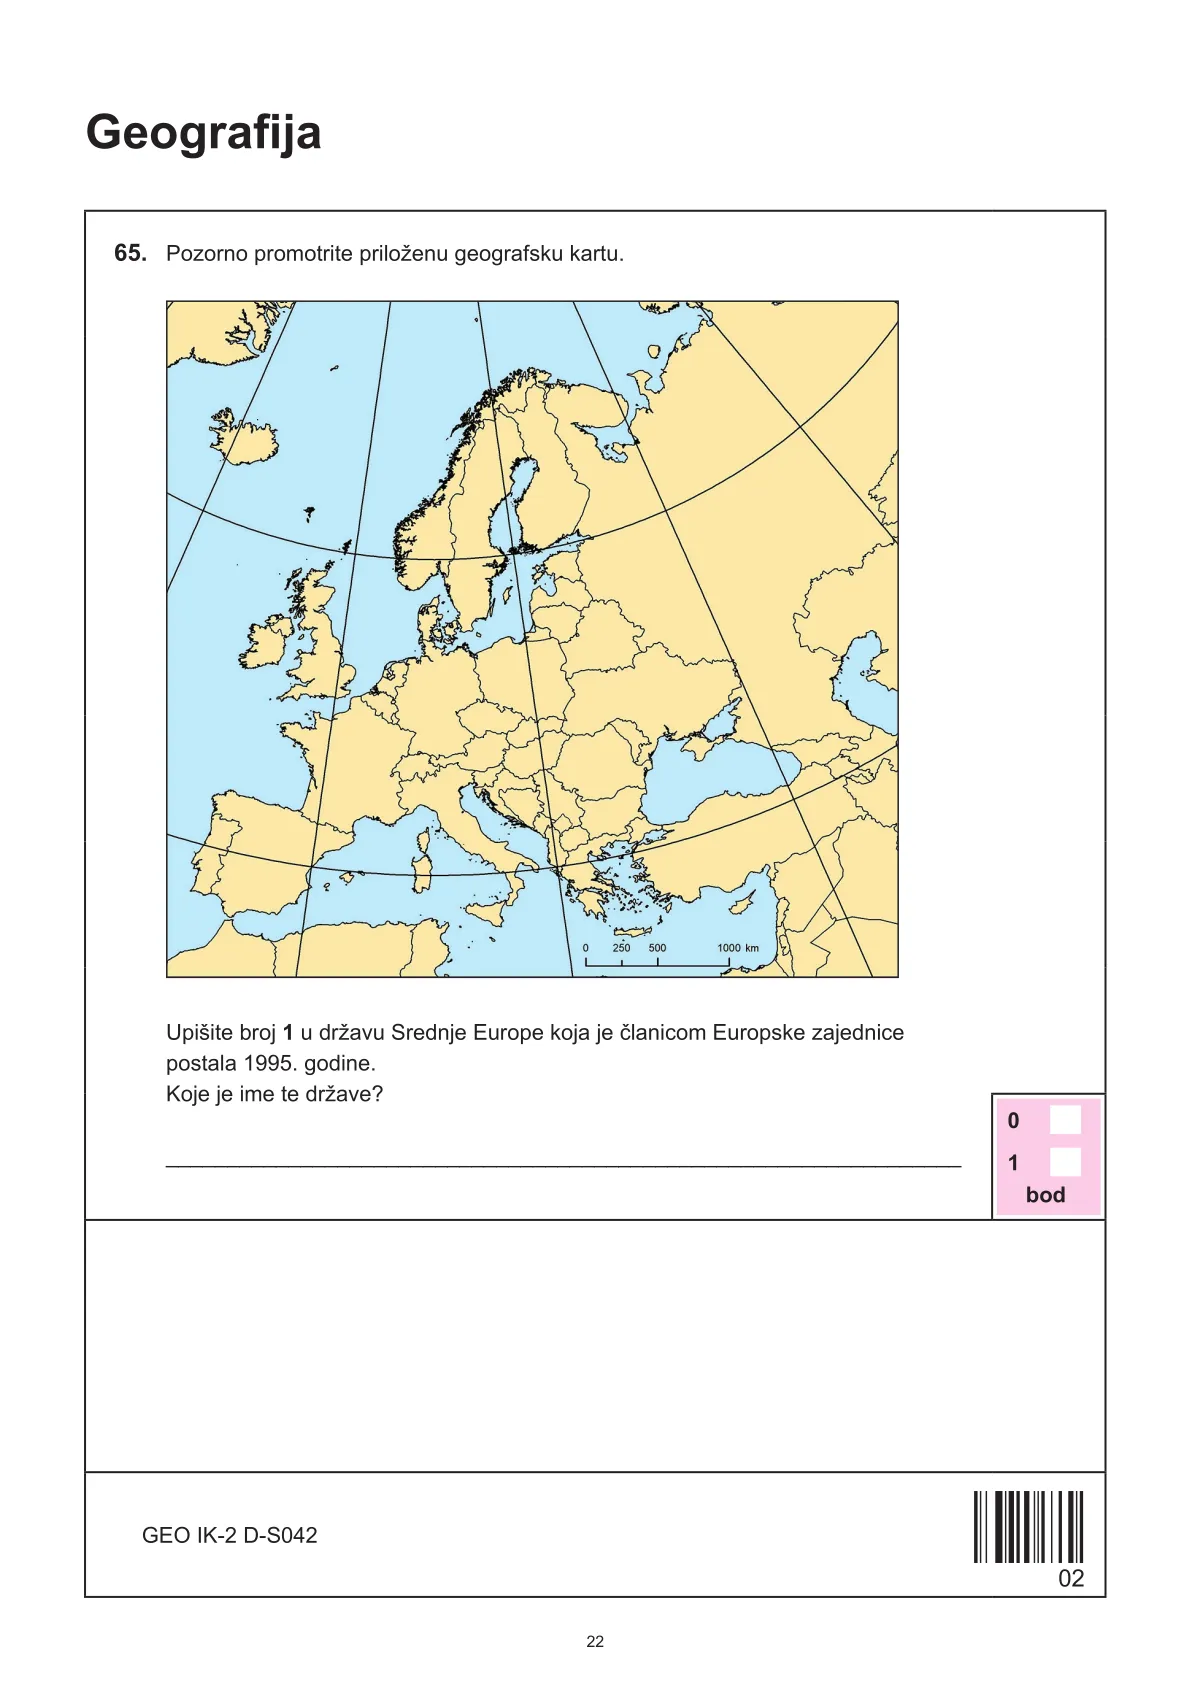 Geografija
65. Pozorno promotrite priloženu geografsku kartu.
0 250 500 1000 km
Upišite broj 1 u državu Srednje Europe koja je članicom Europske zajednice
postala 1995. godine.
Koje je ime te države?
0
1
bod
GEO IK-2 D-S042
02
22